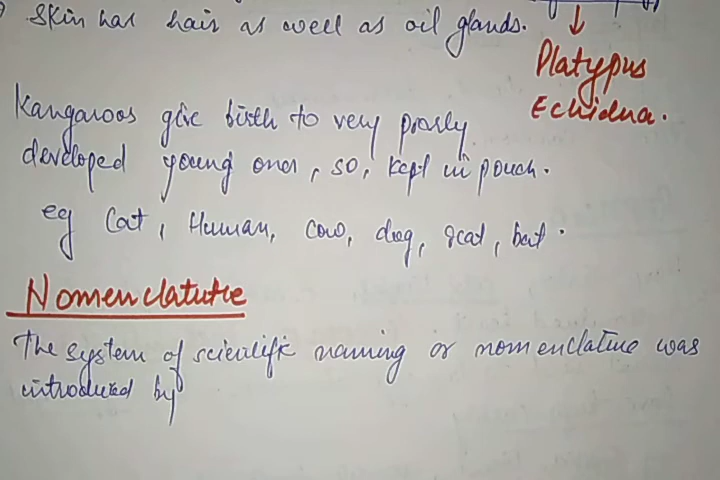 Skin has hair as well as oil glands.
Platypus
Echidna.
Kangaroos give birth to very poorly
developed young ones, so, kept in pouch.
eg Cat, Human, cow, dog, bat.
Nomenclature
The system of scientific naming or nomenclature was
introduced by